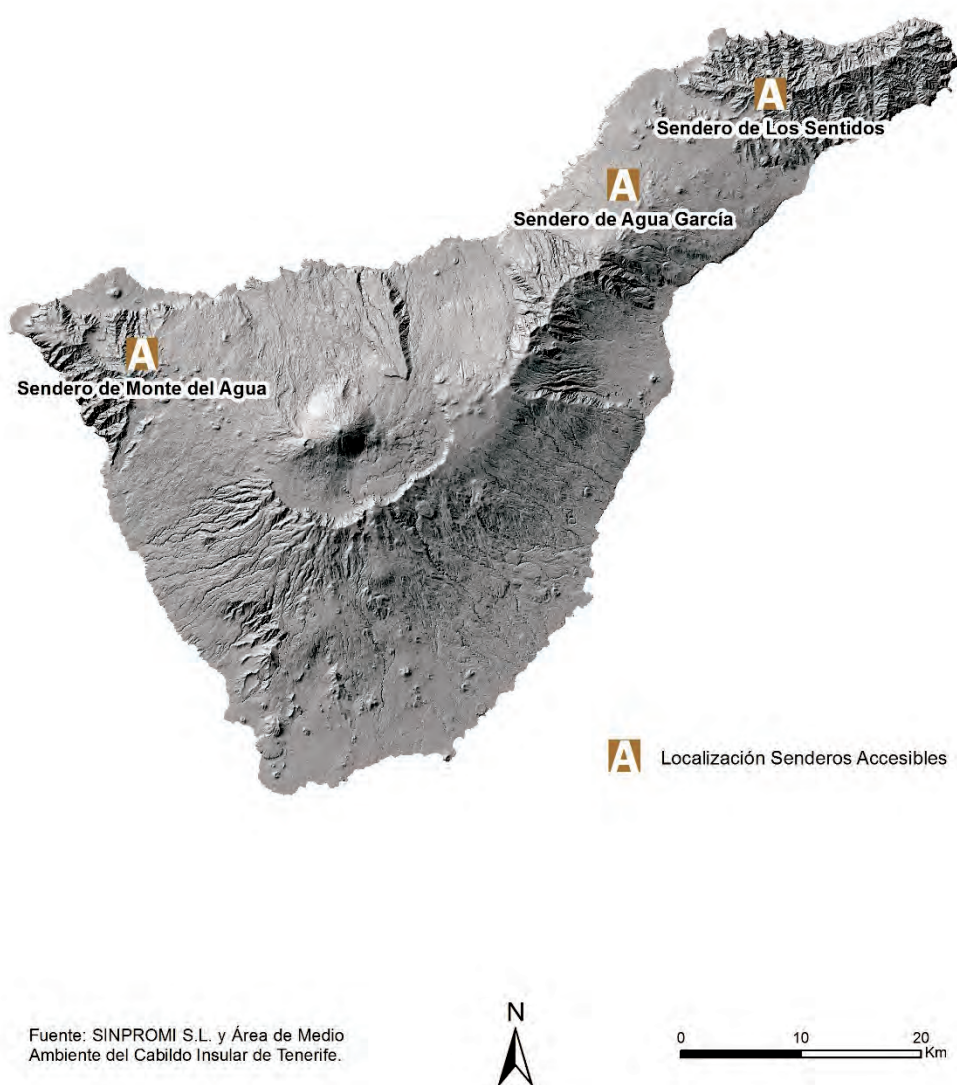 A
Sendero de Los Sentidos
A
Sendero de Agua García
A
Sendero de Monte del Agua
A Localización Senderos Accesibles
Fuente: SINPROMI S.L. y Área de Medio
Ambiente del Cabildo Insular de Tenerife.
N
0 10 20
Km